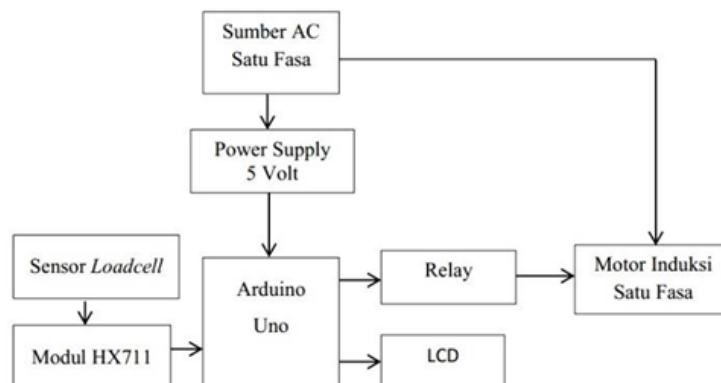 Sumber AC
Satu Fasa
Power Supply
5 Volt
Sensor Loadcell
Modul HX711
Arduino
Uno
Relay
LCD
Motor Induksi
Satu Fasa